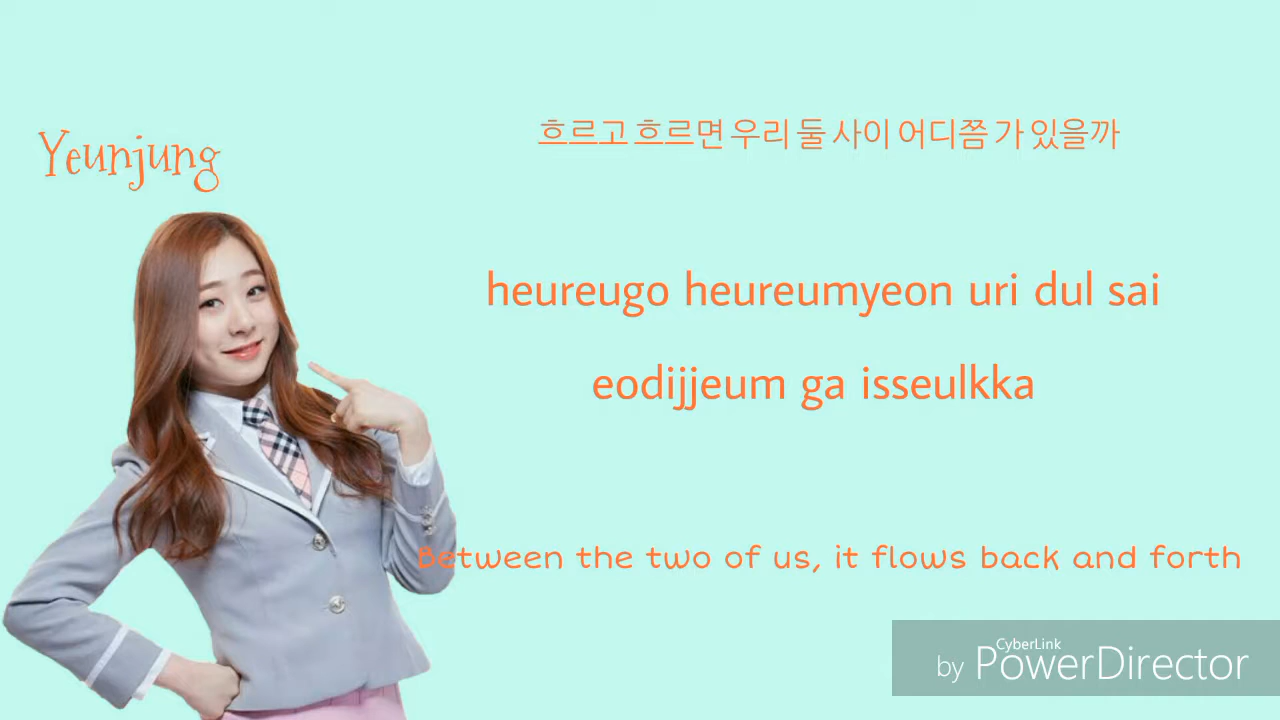 Yeunjung
흐르고 흐르면 우리 둘 사이 어디쯤 가 있을까
heureugo heureumyeon uri dul sai
eodijjeum ga isseulkka
Between the two of us, it flows back and forth
by CyberLink PowerDirector